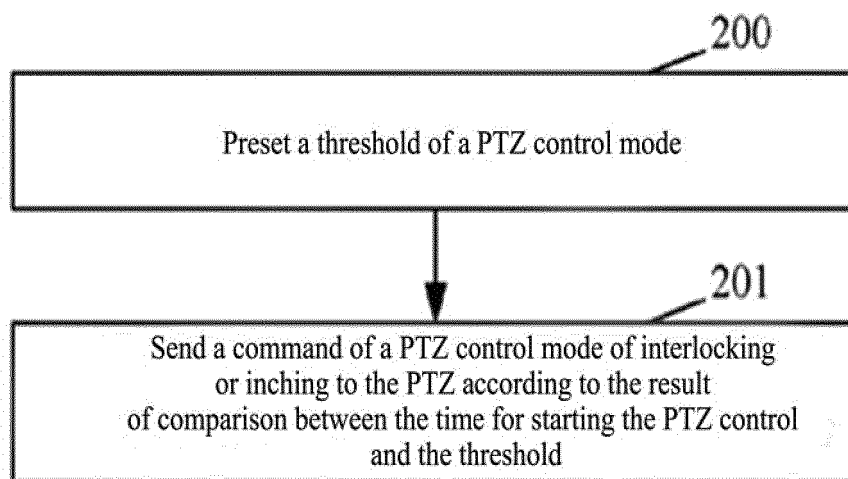 200
Preset a threshold of a PTZ control mode
201
Send a command of a PTZ control mode of interlocking
or inching to the PTZ according to the result
of comparison between the time for starting the PTZ control
and the threshold